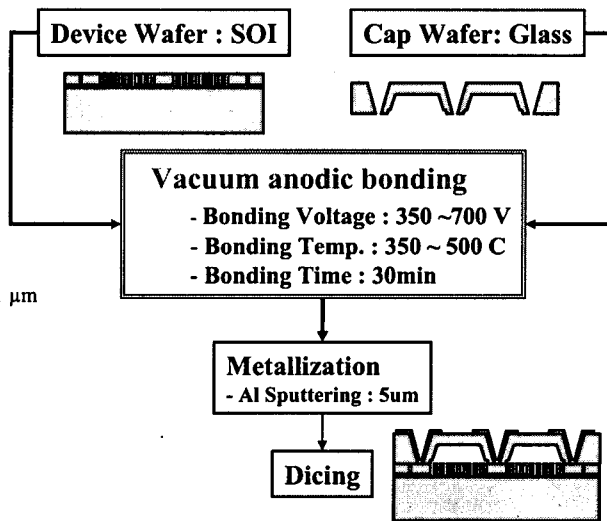 Device Wafer : SOI
Cap Wafer: Glass
Vacuum anodic bonding
- Bonding Voltage : 350 ~700 V
- Bonding Temp. : 350 ~ 500 C
- Bonding Time : 30min
μm
Metallization
- Al Sputtering : 5um
Dicing